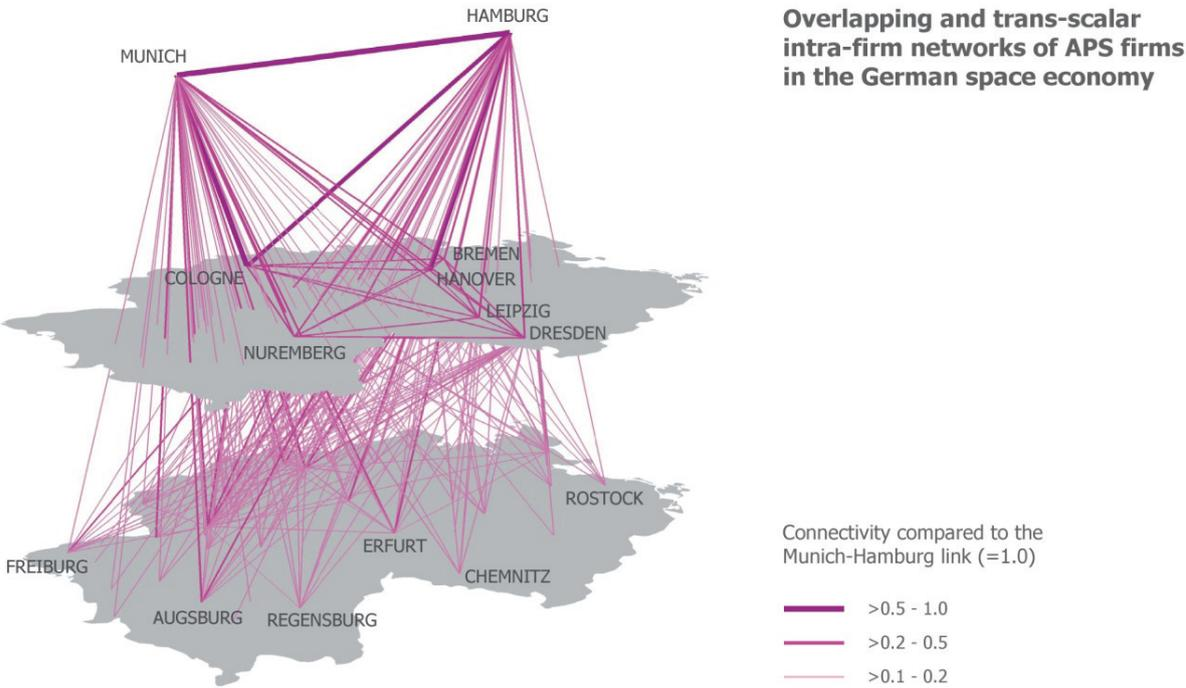 HAMBURG
MUNICH
Overlapping and trans-scalar
intra-firm networks of APS firms
in the German space economy
BREMEN
COLOGNE
HANOVER
LEIPZIG
DRESDEN
NUREMBERG
ROSTOCK
ERFURT
FREIBURG
CHEMNITZ
AUGSBURG
REGENSBURG
Connectivity compared to the
Munich-Hamburg link (=1.0)
>0.5 - 1.0
>0.2 - 0.5
>0.1 - 0.2